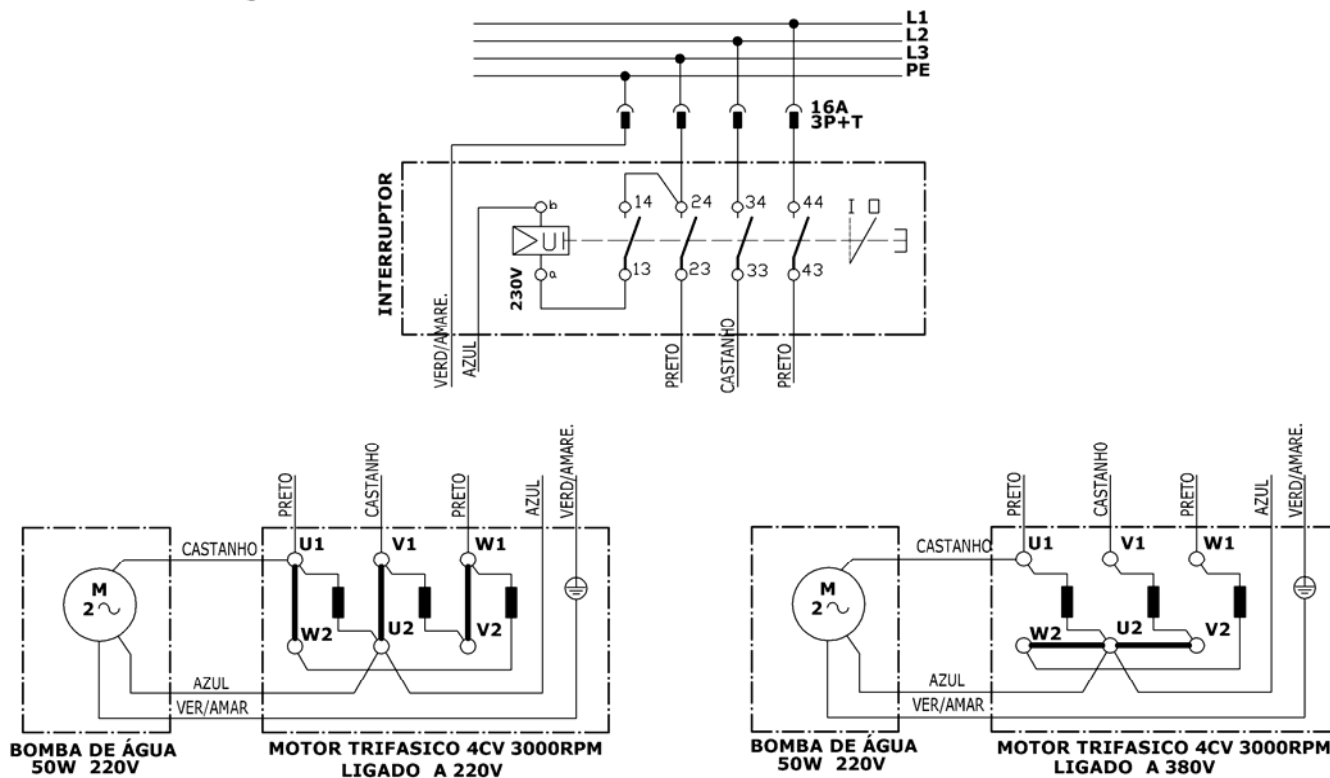 L1
L2
L3
PE
16A
3P+T
INTERRUPTOR
b
14
24
34
44
I
U
230V
a
13
23
33
43
VERD/AMARE.
AZUL
PRETO
CASTANHO
PRETO
PRETO
CASTANHO
PRETO
AZUL
VERD/AMARE.
CASTANHO
U1
V1
W1
M
2
W2
U2
V2
AZUL
VER/AMAR
BOMBA DE ÁGUA
50W 220V
MOTOR TRIFASICO 4CV 3000RPM
LIGADO A 220V
PRETO
CASTANHO
PRETO
AZUL
VERD/AMARE.
CASTANHO
U1
V1
W1
M
2
W2
U2
V2
AZUL
VER/AMAR
BOMBA DE ÁGUA
50W 220V
MOTOR TRIFASICO 4CV 3000RPM
LIGADO A 380V